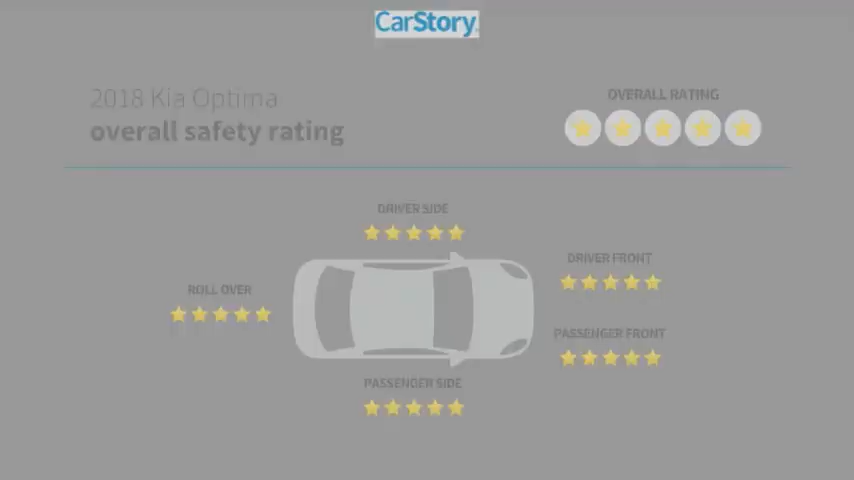 CarStory
2018 Kia Optima
overall safety rating
OVERALL RATING
DRIVER SIDE
DRIVER FRONT
ROLL OVER
PASSENGER FRONT
PASSENGER SIDE